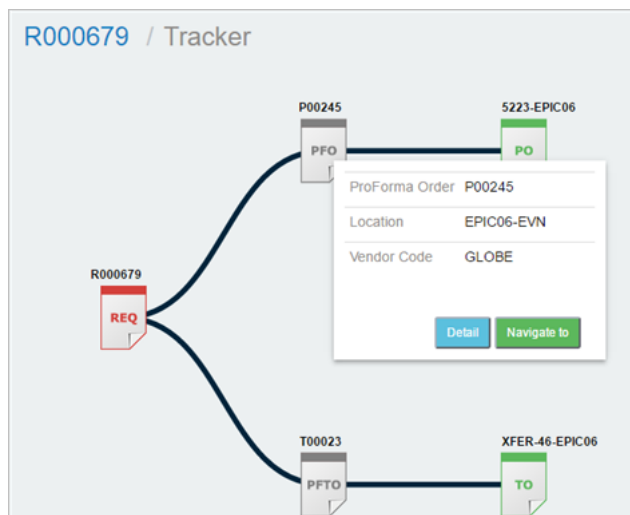 R000679 / Tracker
P00245
5223-EPIC06
PFO
PO
ProForma Order P00245
Location EPIC06-EVN
Vendor Code GLOBE
Detail Navigate to
R000679
REQ
T00023
XFER-46-EPIC06
PFTO
TO